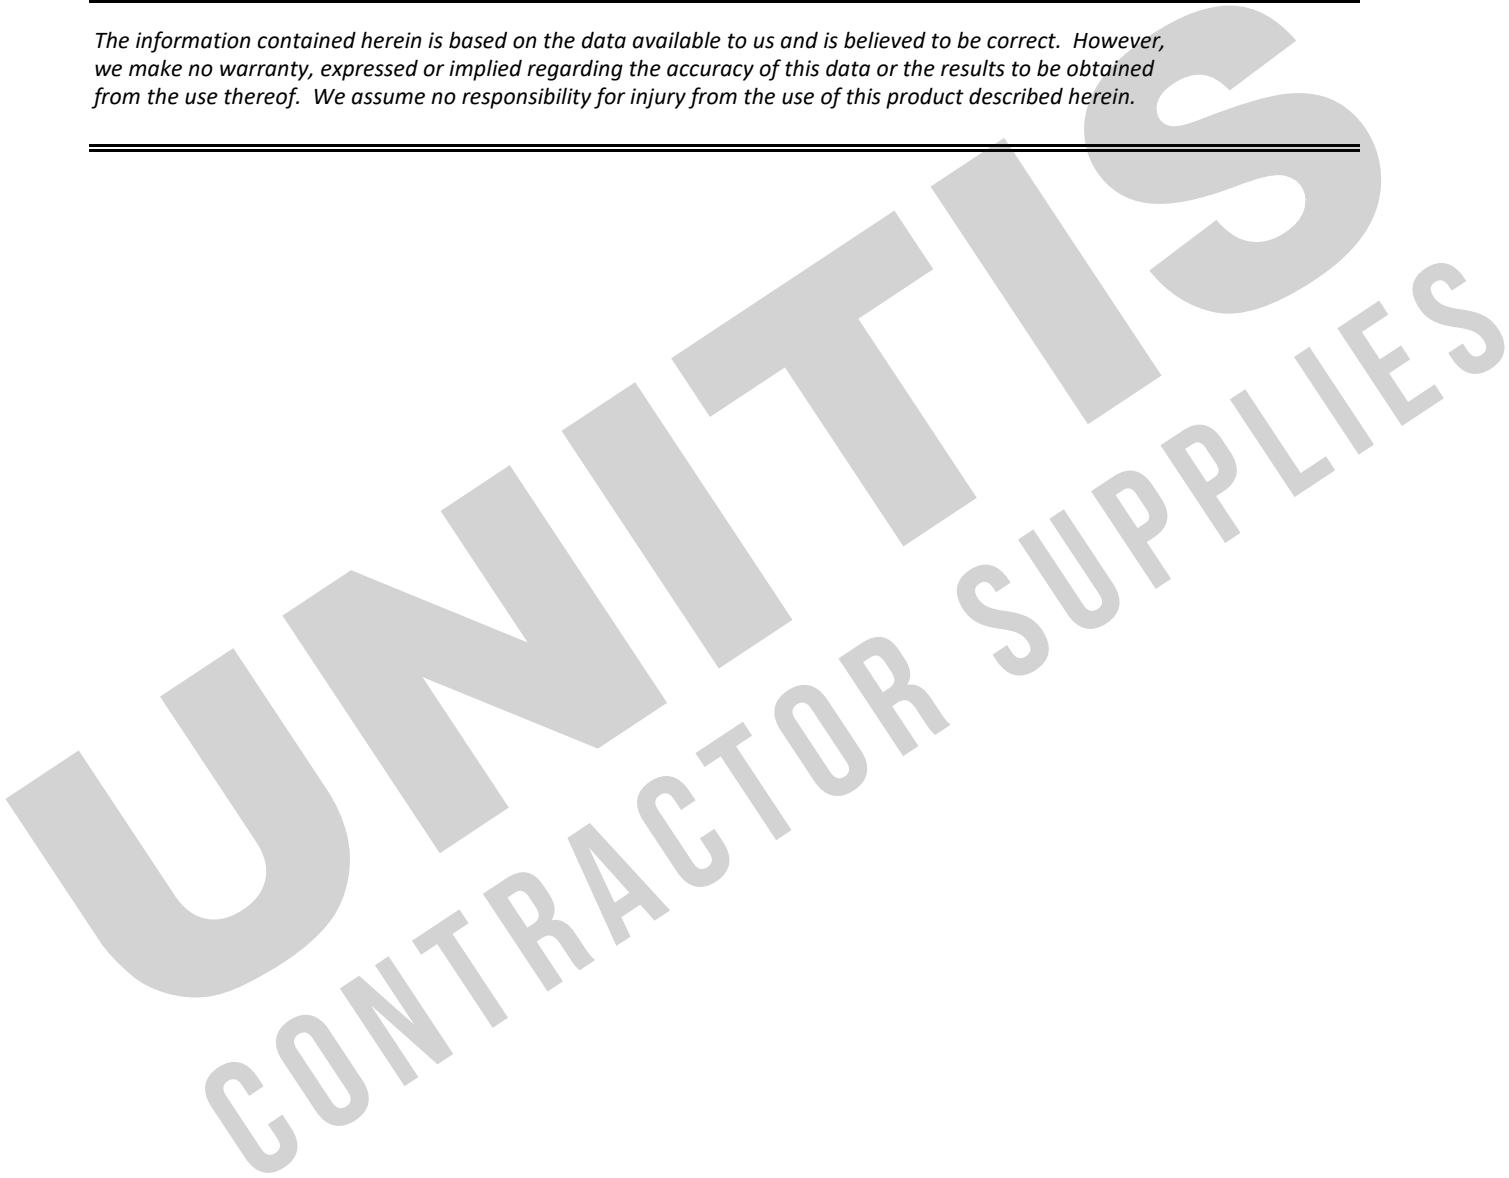 The information contained herein is based on the data available to us and is believed to be correct.  However,
we make no warranty, expressed or implied regarding the accuracy of this data or the results to be obtained
from the use thereof.  We assume no responsibility for injury from the use of this product described herein.
UNITIS
CONTRACTOR SUPPLIES